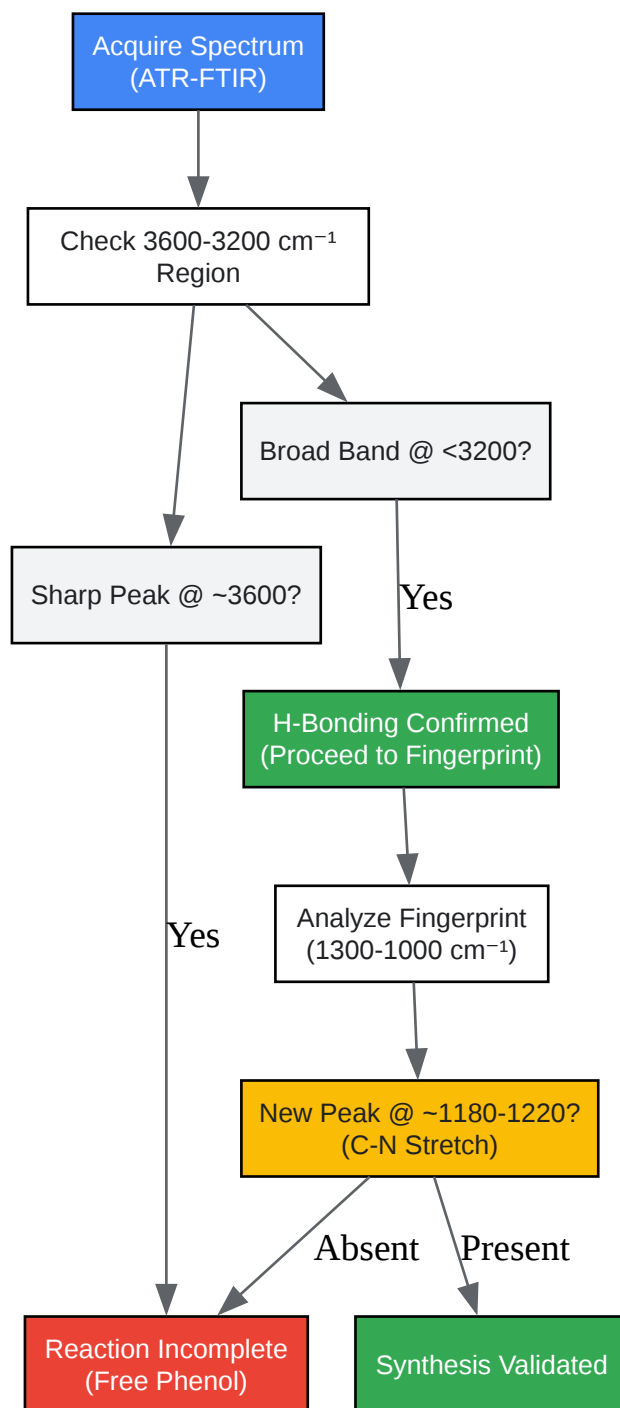 Acquire Spectrum
(ATR-FTIR)
Check 3600-3200 cm⁻¹
Region
Broad Band @ <3200?
Sharp Peak @ ~3600?
Yes
H-Bonding Confirmed
(Proceed to Fingerprint)
Analyze Fingerprint
(1300-1000 cm⁻¹)
Yes
New Peak @ ~1180-1220?
(C-N Stretch)
Absent
Present
Reaction Incomplete
(Free Phenol)
Synthesis Validated